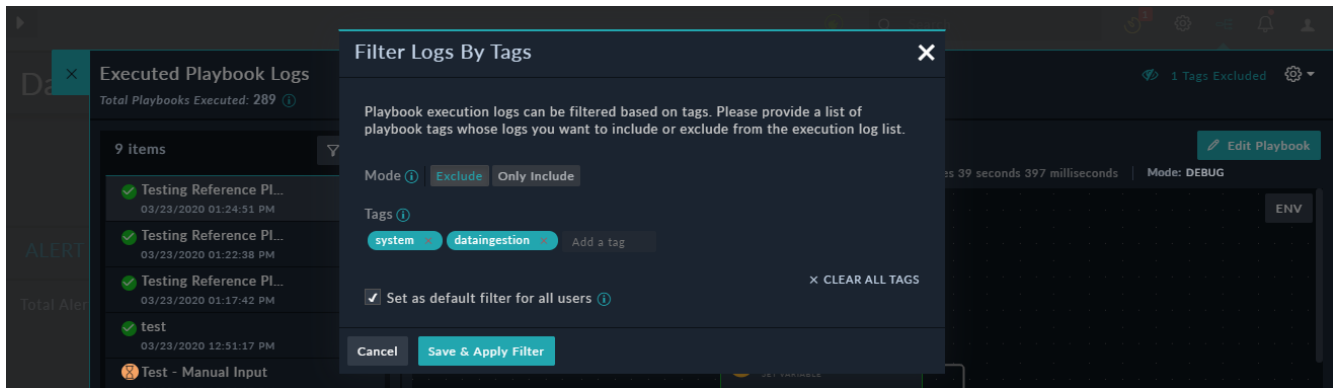 Search
Filter Logs By Tags
Executed Playbook Logs
1 Tags Excluded
Total Playbooks Executed: 289
Playbook execution logs can be filtered based on tags. Please provide a list of
playbook tags whose logs you want to include or exclude from the execution log list.
9 items
Edit Playbook
Mode Exclude Only Include
39 seconds 397 milliseconds | Mode: DEBUG
Testing Reference Pl...
03/23/2020 01:24:51 PM
ENV
Tags
system × dataingestion × Add a tag
Testing Reference Pl...
03/23/2020 01:22:38 PM
ALERT
Testing Reference Pl...
03/23/2020 01:17:42 PM
× CLEAR ALL TAGS
Set as default filter for all users
Total Aler
test
03/23/2020 12:51:17 PM
Cancel Save & Apply Filter
Test - Manual Input
SET VARIABLE